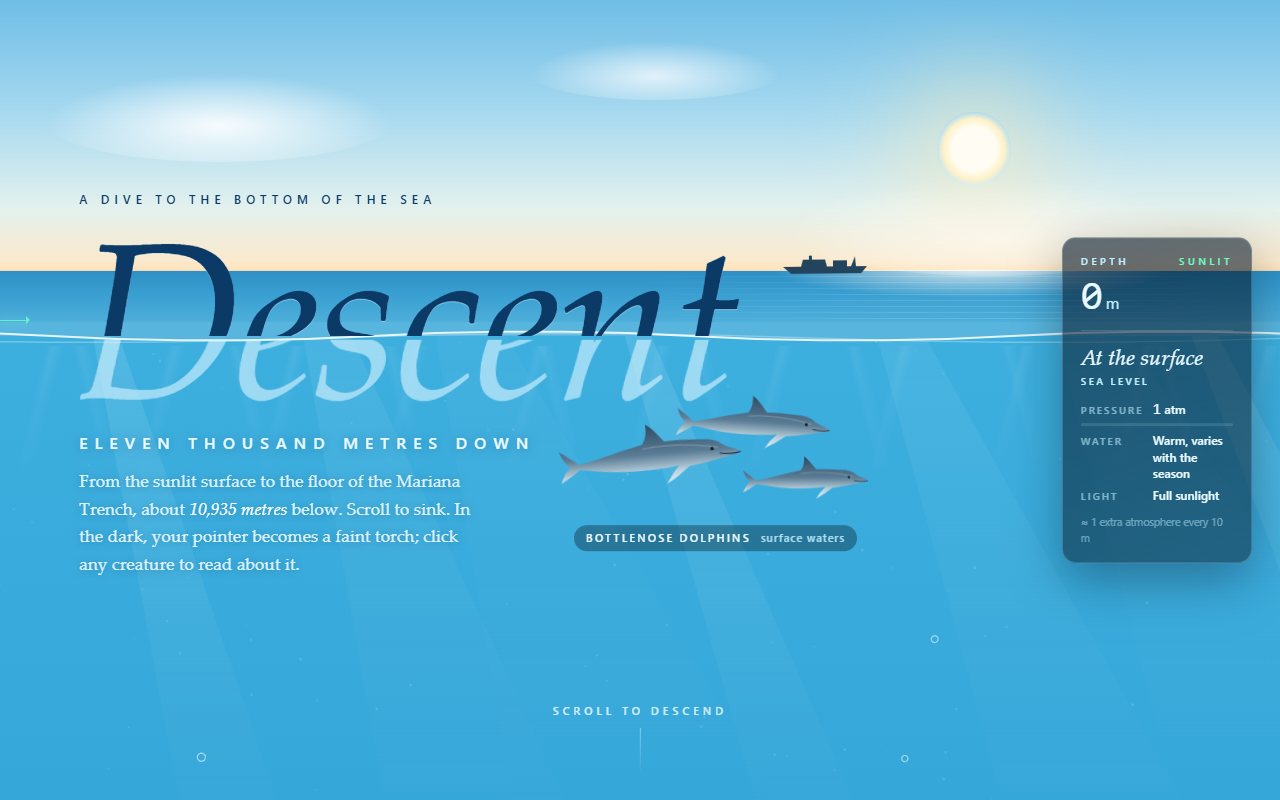 A DIVE TO THE BOTTOM OF THE SEA
Descent
ELEVEN THOUSAND METRES DOWN
From the sunlit surface to the floor of the Mariana
Trench, about 10,935 metres below. Scroll to sink. In
the dark, your pointer becomes a faint torch; click
any creature to read about it.
BOTTLENOSE DOLPHINS surface waters
SCROLL TO DESCEND
DEPTH SUNLIT
0 m
At the surface
SEA LEVEL
PRESSURE 1 atm
WATER Warm, varies
with the
season
LIGHT Full sunlight
≈ 1 extra atmosphere every 10
m